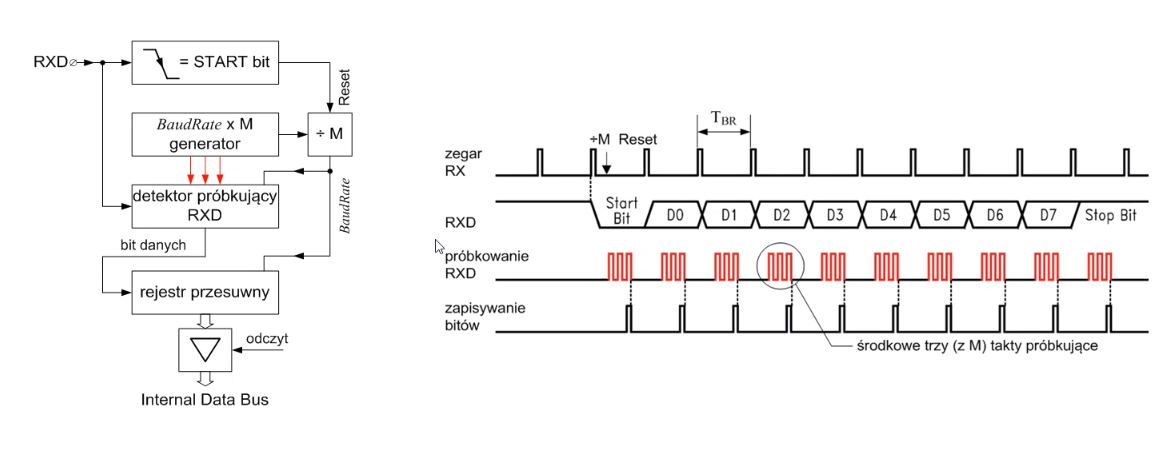 RXD
= START bit
Reset
BaudRate x M
generator
÷ M
detektor próbkujący
RXD
BaudRate
bit danych
rejestr przesuwny
odczyt
Internal Data Bus
T_BR
÷M Reset
zegar
RX
RXD
Start
Bit
D0
D1
D2
D3
D4
D5
D6
D7
Stop Bit
próbkowanie
RXD
zapisywanie
bitów
środkowe trzy (z M) takty próbkujące